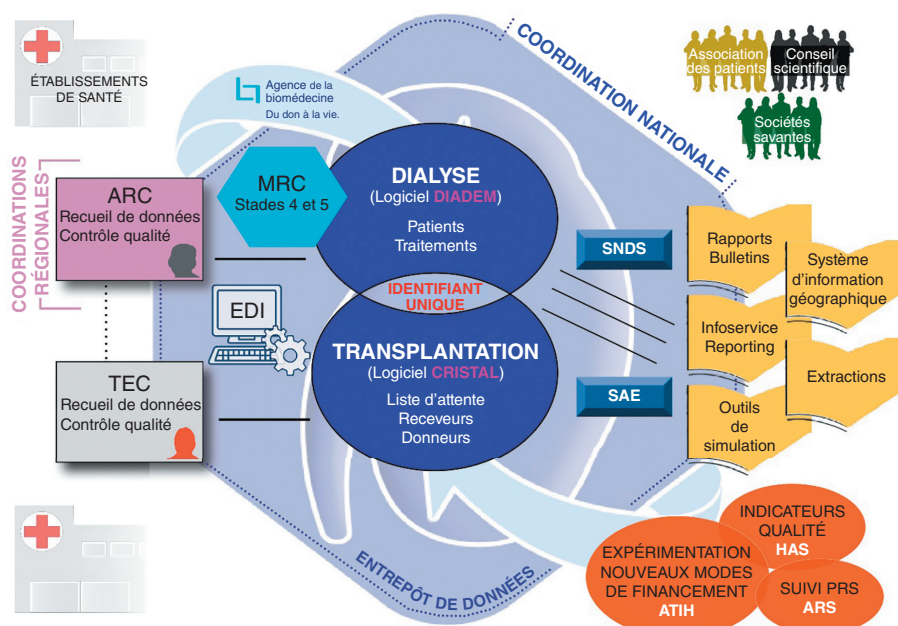 ÉTABLISSEMENTS
DE SANTÉ
Agence de la
biomédecine
Du don à la vie.
COORDINATION NATIONALE
Association
des patients
Conseil
scientifique
Sociétés
savantes
COORDINATIONS
RÉGIONALES
ARC
Recueil de données
Contrôle qualité
MRC
Stades 4 et 5
DIALYSE
(Logiciel DIADEM)
Patients
Traitements
SNDS
Rapports
Bulletins
Système
d'information
géographique
IDENTIFIANT
UNIQUE
EDI
Infoservice
Reporting
TRANSPLANTATION
(Logiciel CRISTAL)
Liste d'attente
Receveurs
Donneurs
TEC
Recueil de données
Contrôle qualité
SAE
Extractions
Outils
de
simulation
ENTREPÔT DE DONNÉES
INDICATEURS
QUALITÉ
HAS
EXPÉRIMENTATION
NOUVEAUX MODES
DE FINANCEMENT
ATIH
SUIVI PRS
ARS